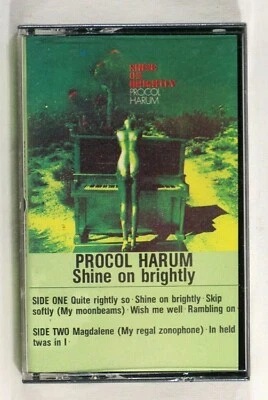 SHINE
ON
BRIGHTLY
PROCOL
HARUM
PROCOL HARUM
Shine on brightly
SIDE ONE Quite rightly so · Shine on brightly · Skip
softly (My moonbeams) · Wish me well · Rambling on
SIDE TWO Magdalene (My regal zonophone) · In held
twas in I ·